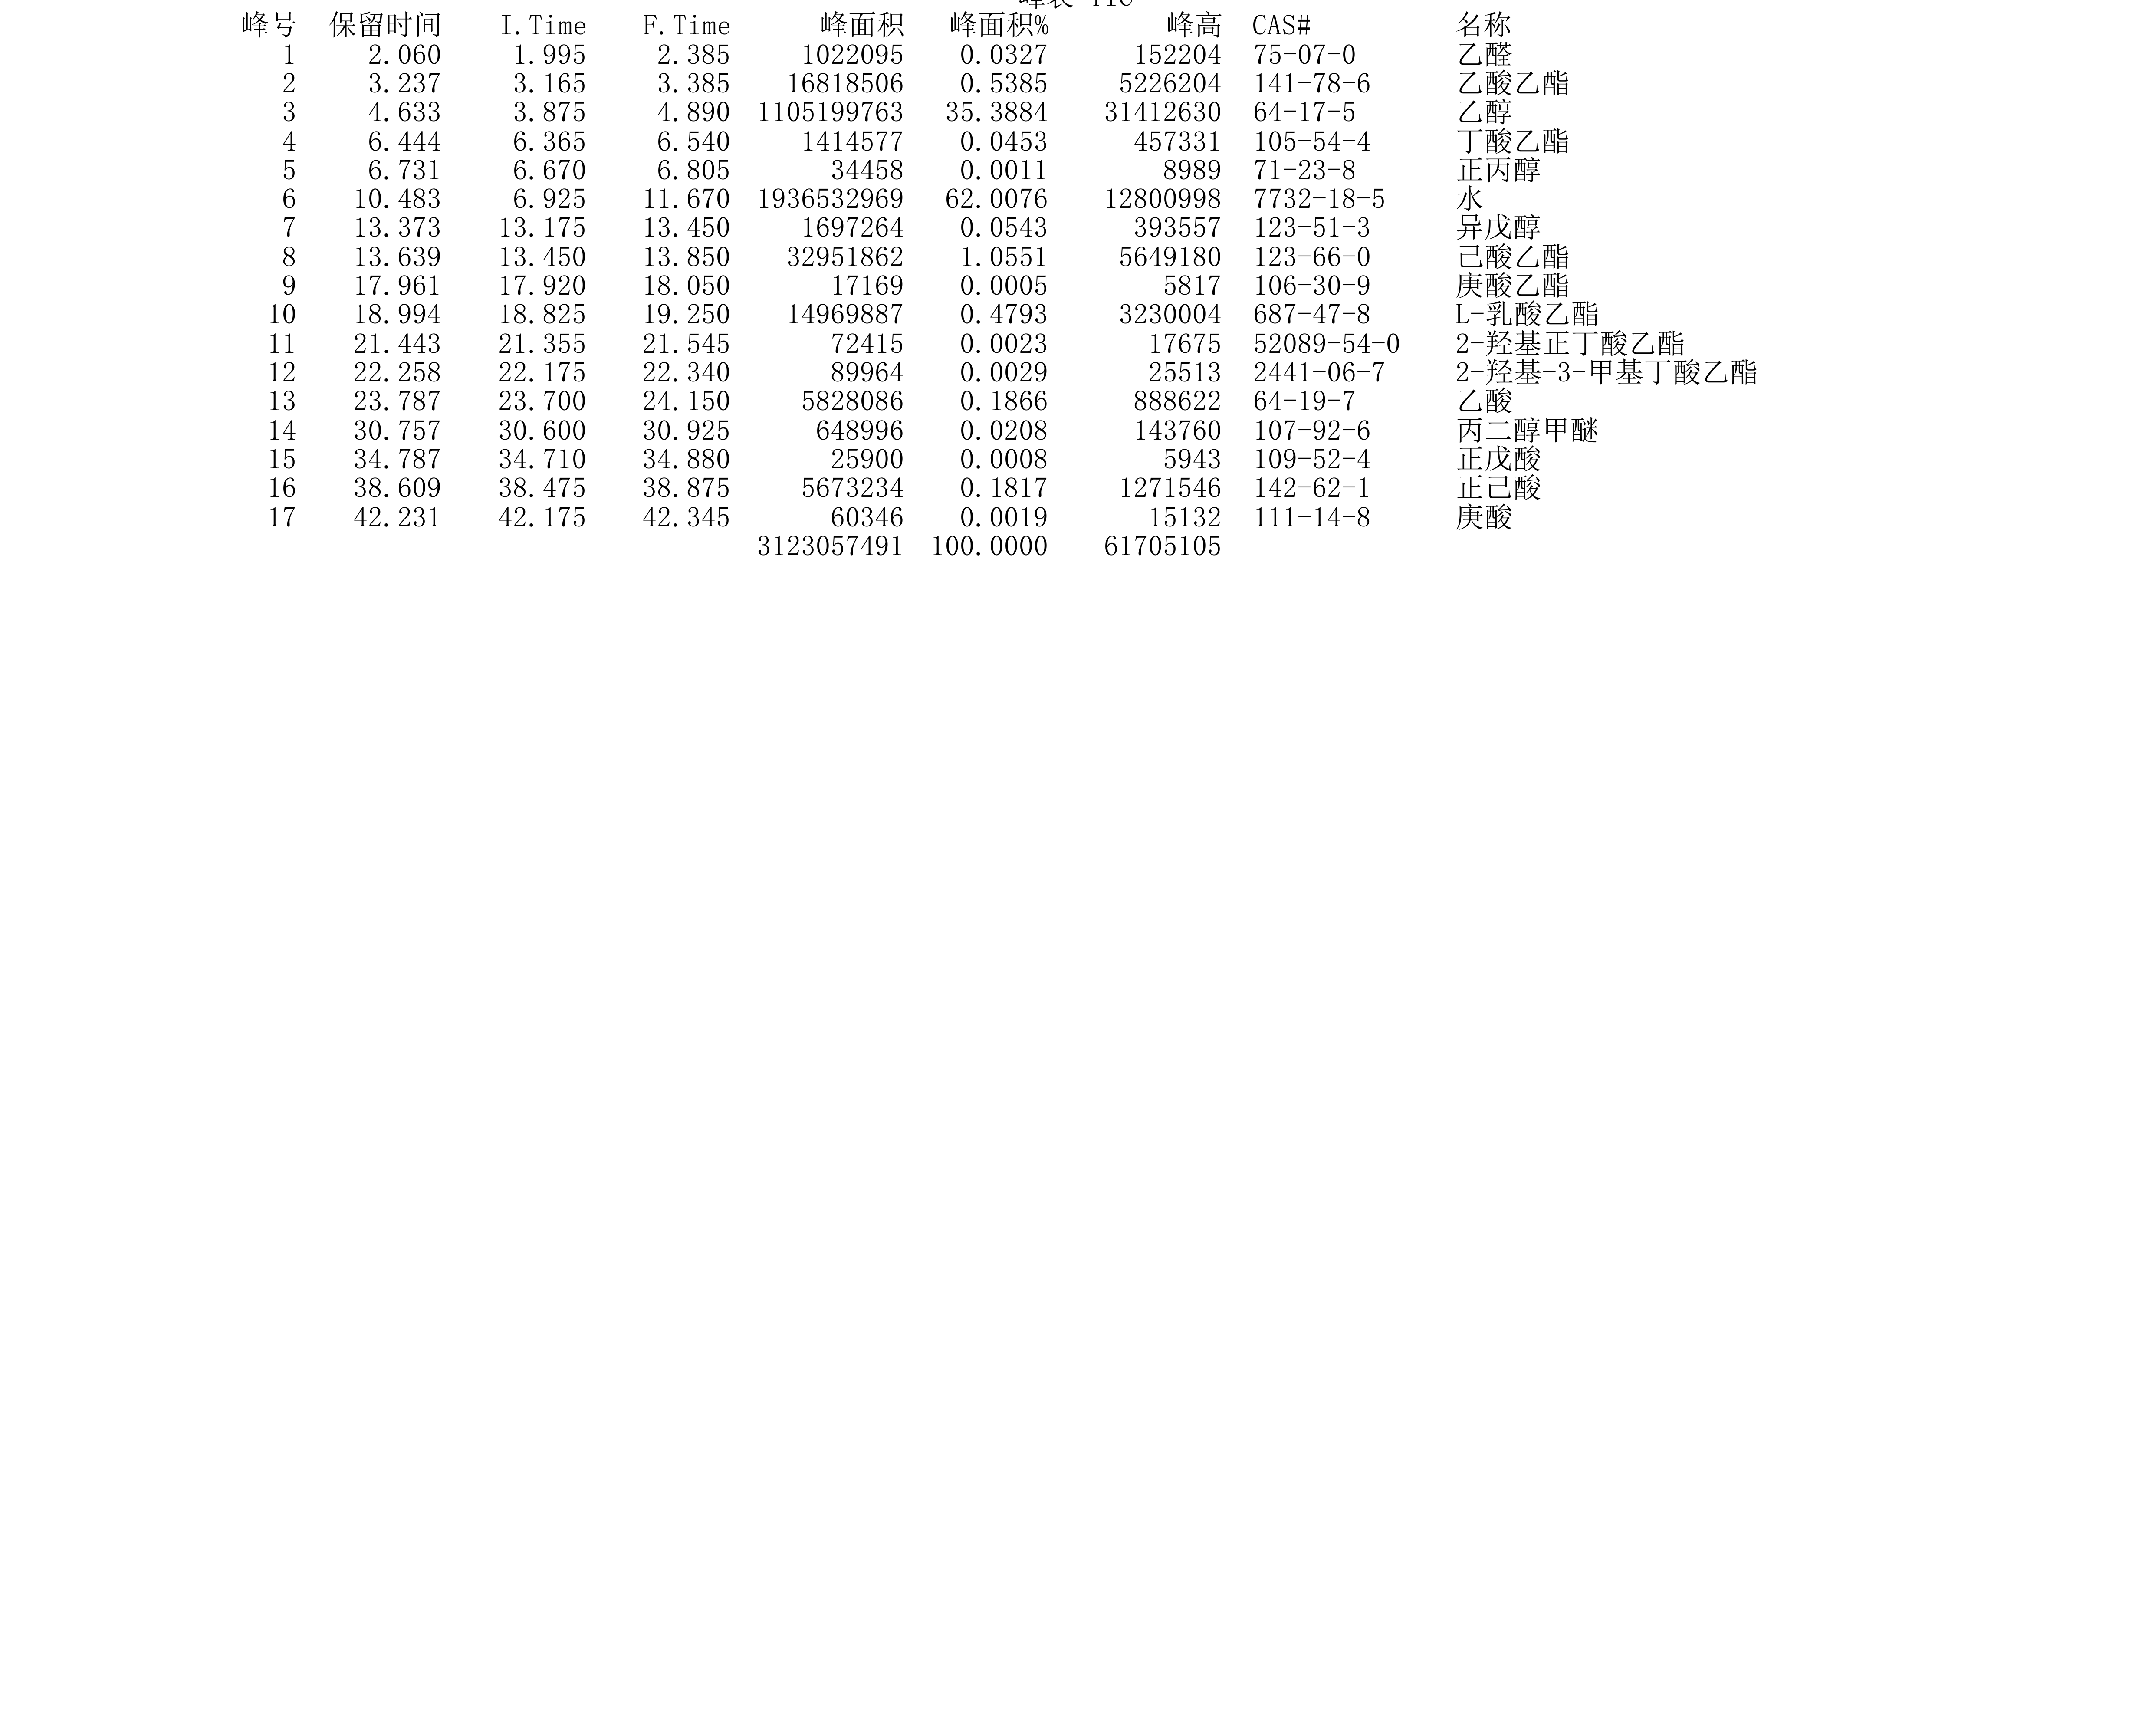 峰号 保留时间 I.Time F.Time 峰面积 峰面积% 峰高 CAS# 名称
1 2.060 1.995 2.385 1022095 0.0327 152204 75-07-0 乙醛
2 3.237 3.165 3.385 16818506 0.5385 5226204 141-78-6 乙酸乙酯
3 4.633 3.875 4.890 1105199763 35.3884 31412630 64-17-5 乙醇
4 6.444 6.365 6.540 1414577 0.0453 457331 105-54-4 丁酸乙酯
5 6.731 6.670 6.805 34458 0.0011 8989 71-23-8 正丙醇
6 10.483 6.925 11.670 1936532969 62.0076 12800998 7732-18-5 水
7 13.373 13.175 13.450 1697264 0.0543 393557 123-51-3 异戊醇
8 13.639 13.450 13.850 32951862 1.0551 5649180 123-66-0 己酸乙酯
9 17.961 17.920 18.050 17169 0.0005 5817 106-30-9 庚酸乙酯
10 18.994 18.825 19.250 14969887 0.4793 3230004 687-47-8 L-乳酸乙酯
11 21.443 21.355 21.545 72415 0.0023 17675 52089-54-0 2-羟基正丁酸乙酯
12 22.258 22.175 22.340 89964 0.0029 25513 2441-06-7 2-羟基-3-甲基丁酸乙酯
13 23.787 23.700 24.150 5828086 0.1866 888622 64-19-7 乙酸
14 30.757 30.600 30.925 648996 0.0208 143760 107-92-6 丙二醇甲醚
15 34.787 34.710 34.880 25900 0.0008 5943 109-52-4 正戊酸
16 38.609 38.475 38.875 5673234 0.1817 1271546 142-62-1 正己酸
17 42.231 42.175 42.345 60346 0.0019 15132 111-14-8 庚酸
3123057491 100.0000 61705105